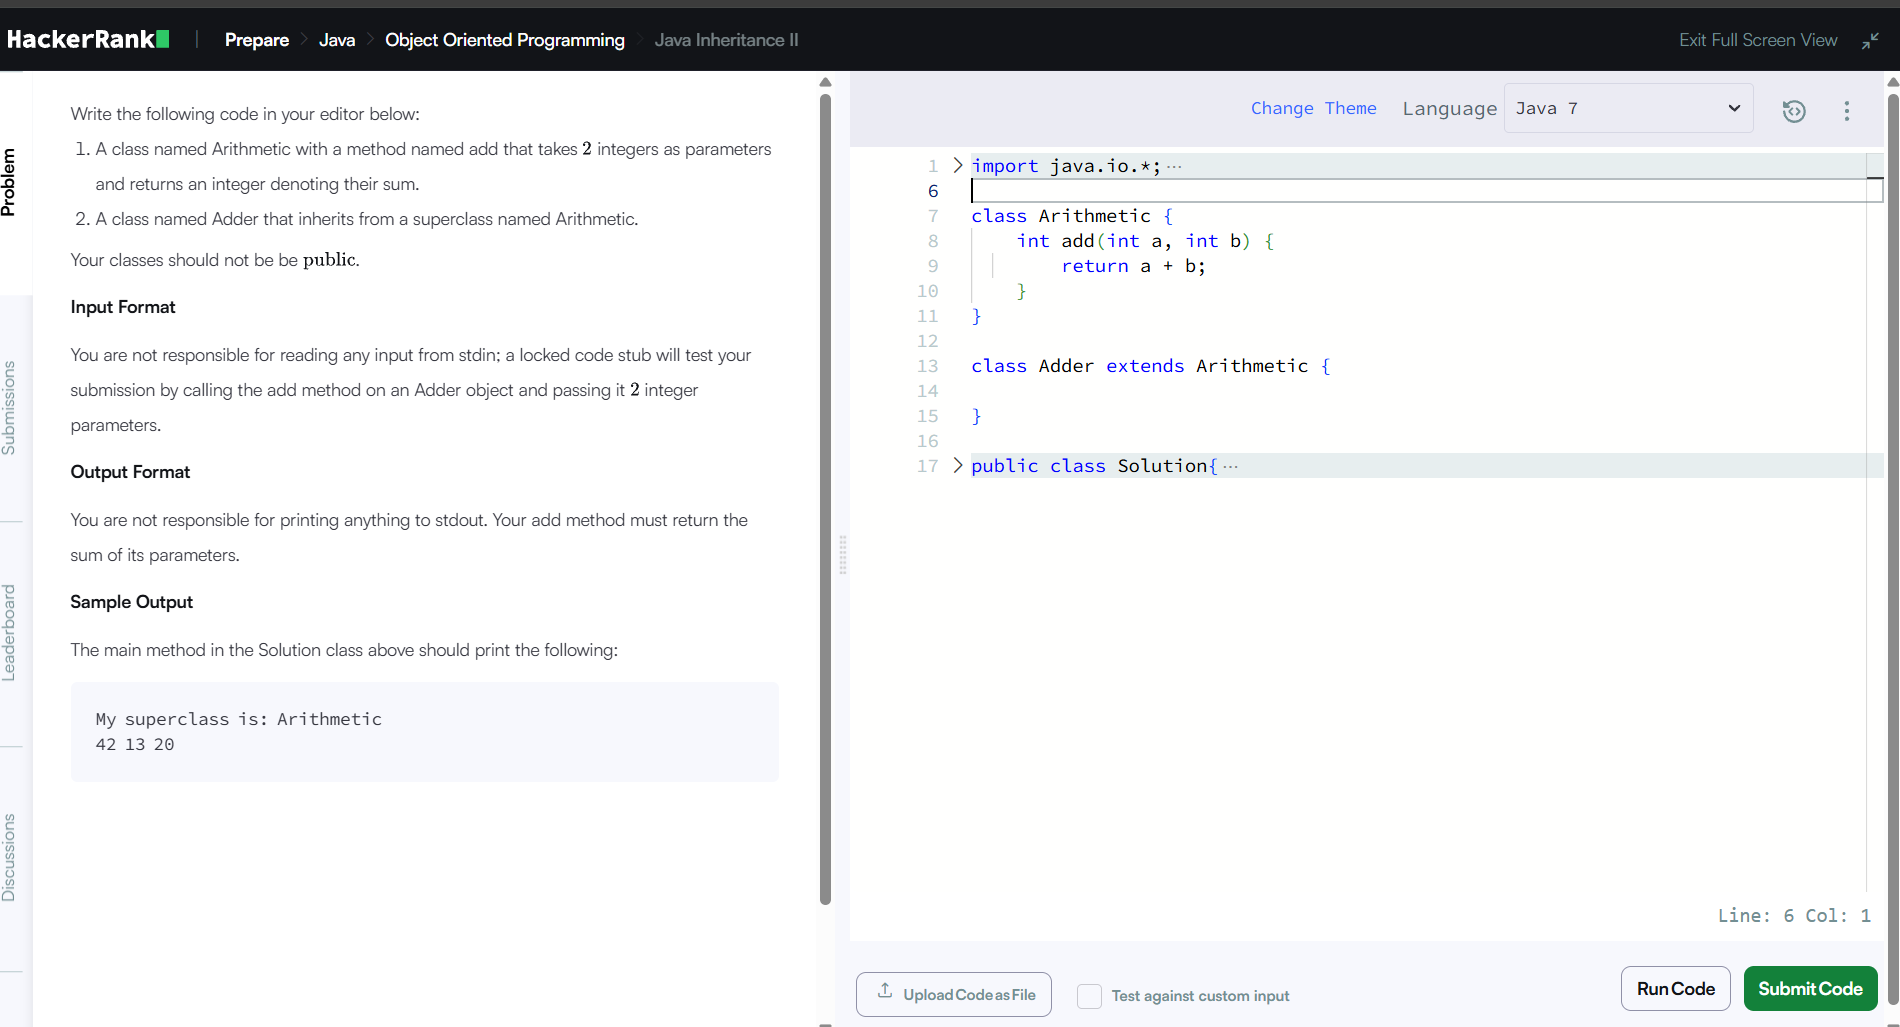 HackerRank | Prepare > Java > Object Oriented Programming > Java Inheritance II
Exit Full Screen View
Problem
Submissions
Leaderboard
Discussions
Write the following code in your editor below:
1. A class named Arithmetic with a method named add that takes 2 integers as parameters
and returns an integer denoting their sum.
2. A class named Adder that inherits from a superclass named Arithmetic.
Your classes should not be be public.
Input Format
You are not responsible for reading any input from stdin; a locked code stub will test your
submission by calling the add method on an Adder object and passing it 2 integer
parameters.
Output Format
You are not responsible for printing anything to stdout. Your add method must return the
sum of its parameters.
Sample Output
The main method in the Solution class above should print the following:
My superclass is: Arithmetic
42 13 20
Change Theme Language Java 7
1 > import java.io.*; ...
6
7 class Arithmetic {
8     int add(int a, int b) {
9         return a + b;
10     }
11 }
12
13 class Adder extends Arithmetic {
14
15 }
16
17 > public class Solution{ ...
Line: 6 Col: 1
Upload Code as File
Test against custom input
Run Code
Submit Code